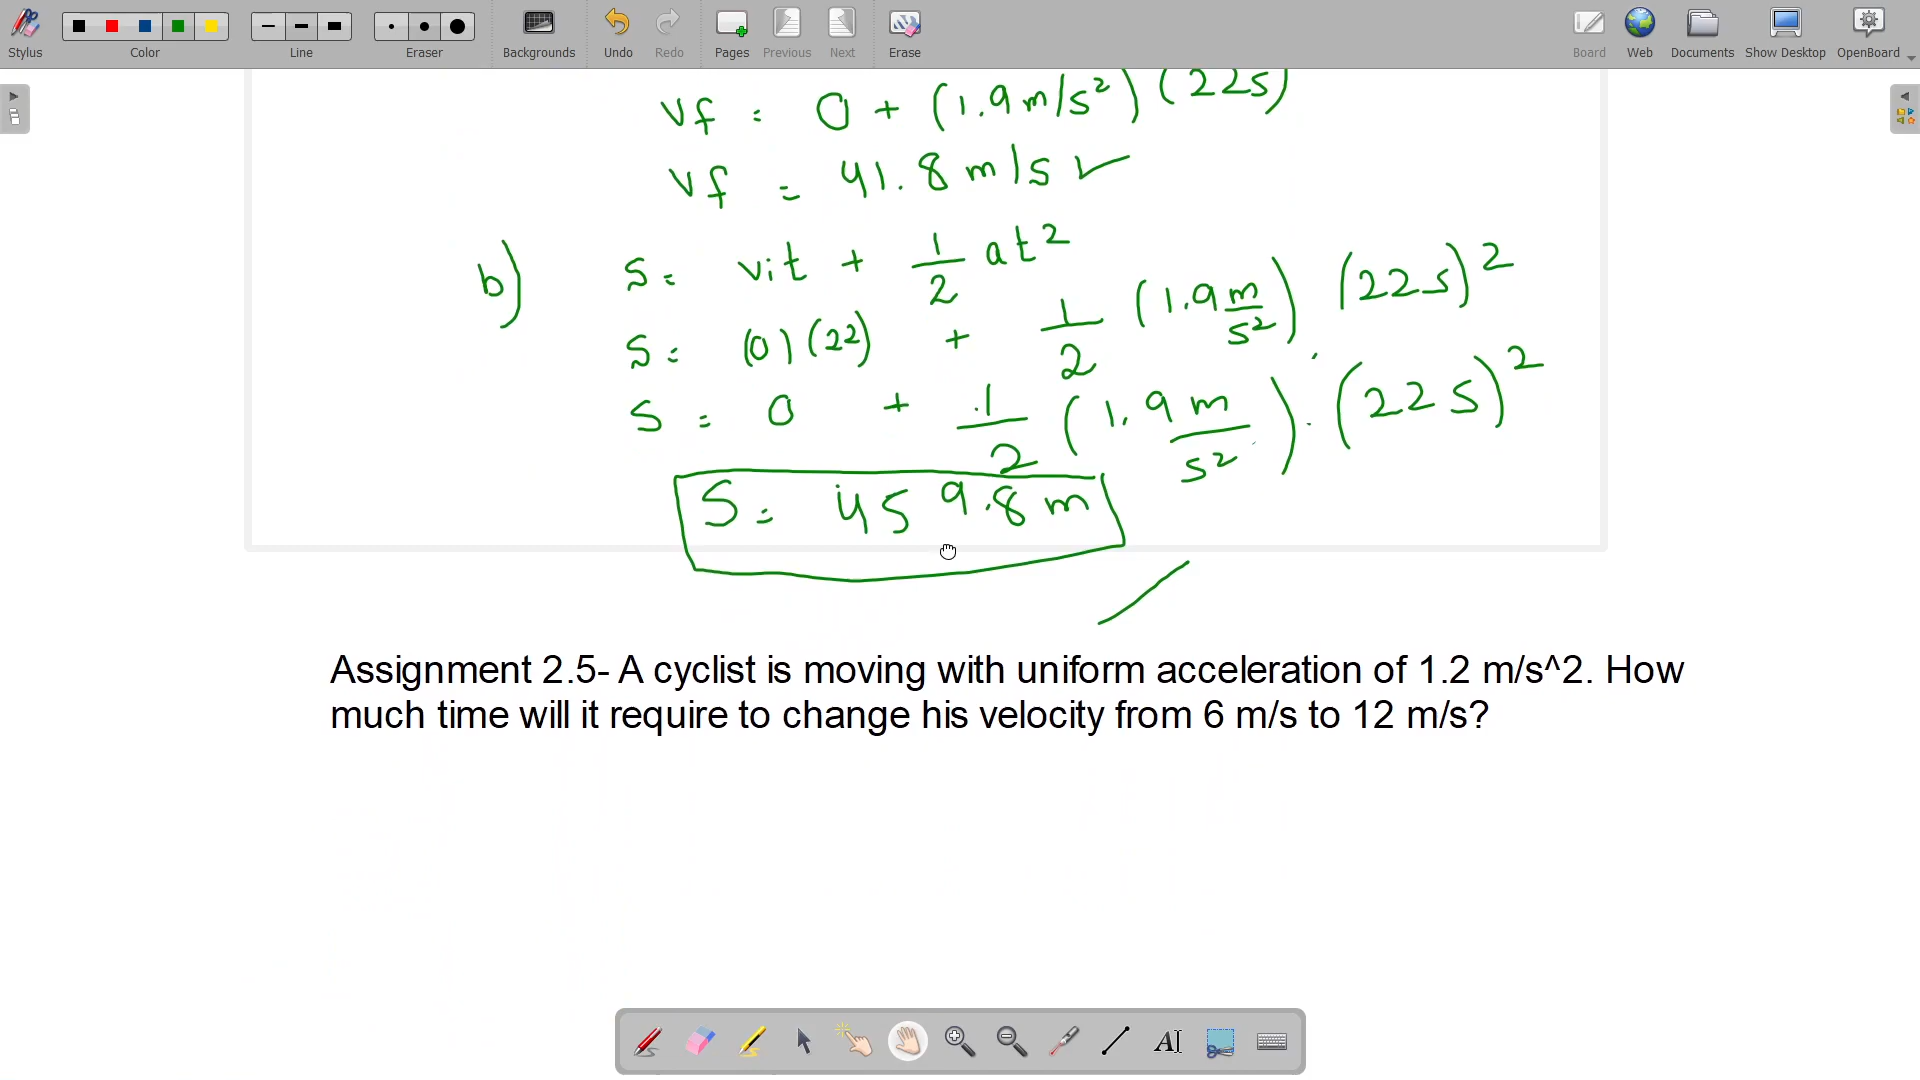 Stylus Color Line Eraser Backgrounds Undo Redo Pages Previous Next Erase Board Web Documents Show Desktop OpenBoard
vf = 0 + (1.9 m/s²) (22s)
vf = 41.8 m/s ✓
b) S = vit + 1/2 at²
S = (0) (22) + 1/2 (1.9 m/s²) . (22s)²
S = 0 + 1/2 (1.9 m/s²) . (22 s)²
S = 459.8 m
Assignment 2.5- A cyclist is moving with uniform acceleration of 1.2 m/s^2. How
much time will it require to change his velocity from 6 m/s to 12 m/s?
AI